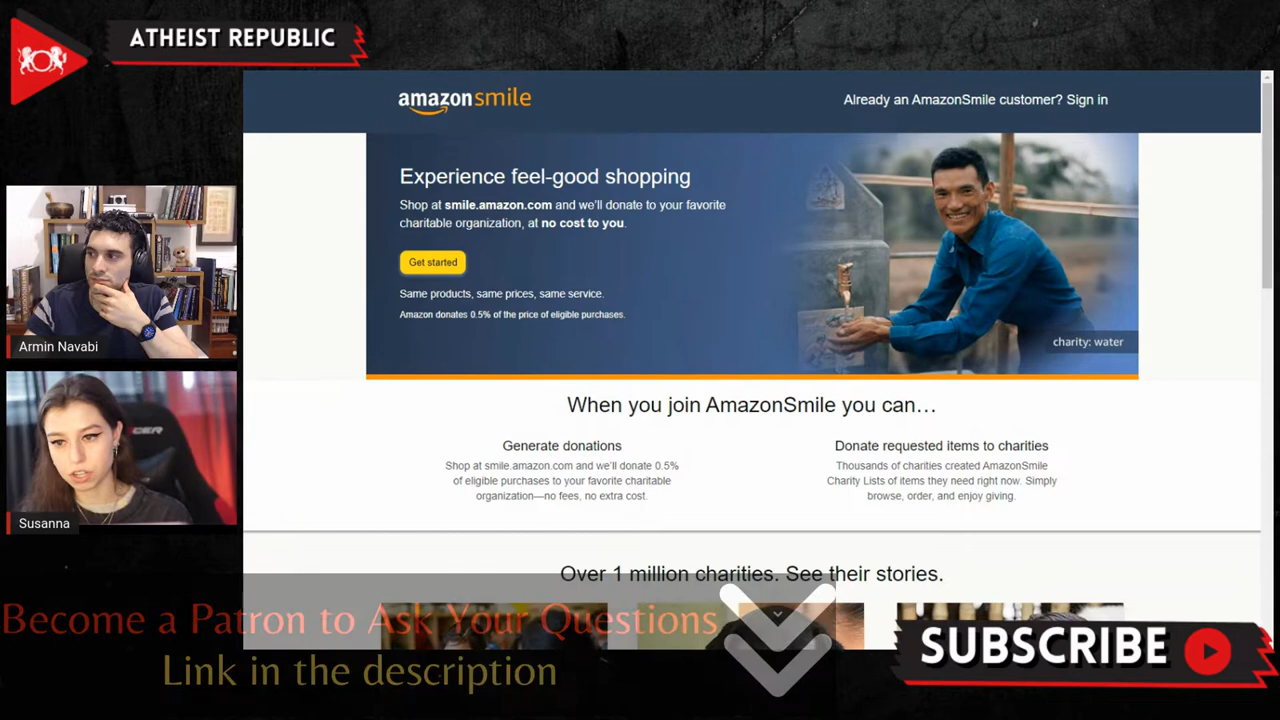 ATHEIST REPUBLIC
amazonsmile
Already an AmazonSmile customer? Sign in
Experience feel-good shopping
Shop at smile.amazon.com and we'll donate to your favorite
charitable organization, at no cost to you.
Get started
Same products, same prices, same service.
Amazon donates 0.5% of the price of eligible purchases.
charity: water
Armin Navabi
Susanna
When you join AmazonSmile you can…
Generate donations
Shop at smile.amazon.com and we'll donate 0.5%
of eligible purchases to your favorite charitable
organization—no fees, no extra cost.
Donate requested items to charities
Thousands of charities created AmazonSmile
Charity Lists of items they need right now. Simply
browse, order, and enjoy giving.
Over 1 million charities. See their stories.
Become a Patron to Ask Your Questions
Link in the description
SUBSCRIBE